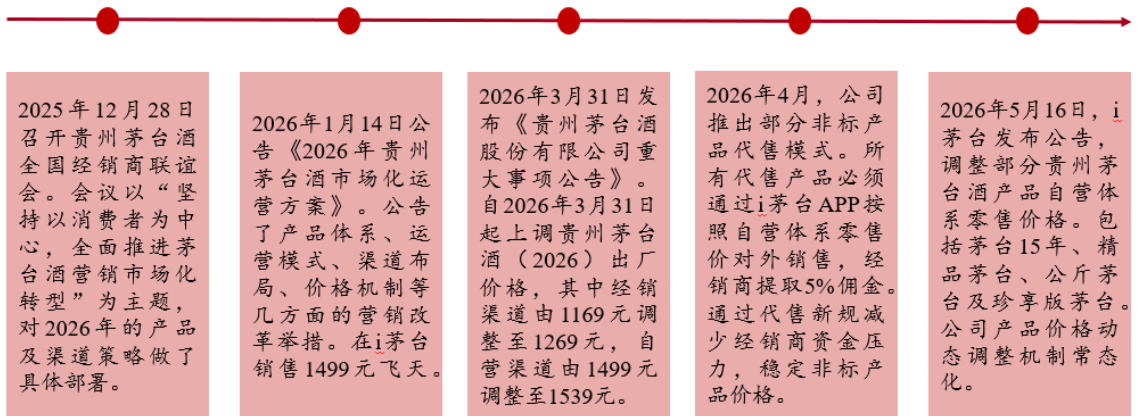 2025年12月28日
召开贵州茅台酒
全国经销商联谊
会。会议以“坚
持以消费者为中
心，全面推进茅
台酒营销市场化
转型”为主题，
对2026年的产品
及渠道策略做了
具体部署。
2026年1月14日公
告《2026年贵州
茅台酒市场化运
营方案》。公告
了产品体系、运
营模式、渠道布
局、价格机制等
几方面的营销改
革举措。在i茅台
销售1499元飞天。
2026年3月31日发
布《贵州茅台酒
股份有限公司重
大事项公告》。
自2026年3月31日
起上调贵州茅台
酒（2026）出厂
价格，其中经销
渠道由1169元调
整至1269元，自
营渠道由1499元
调整至1539元。
2026年4月，公司
推出部分非标产
品代售模式。所
有代售产品必须
通过i茅台APP按
照自营体系零售
价对外销售，经
销商提取5%佣金。
通过代售新规减
少经销商资金压
力，稳定非标产
品价格。
2026年5月16日，i
茅台发布公告，
调整部分贵州茅
台酒产品自营体
系零售价格。包
括茅台15年、精
品茅台、公斤茅
台及珍享版茅台。
公司产品价格动
态调整机制常态
化。